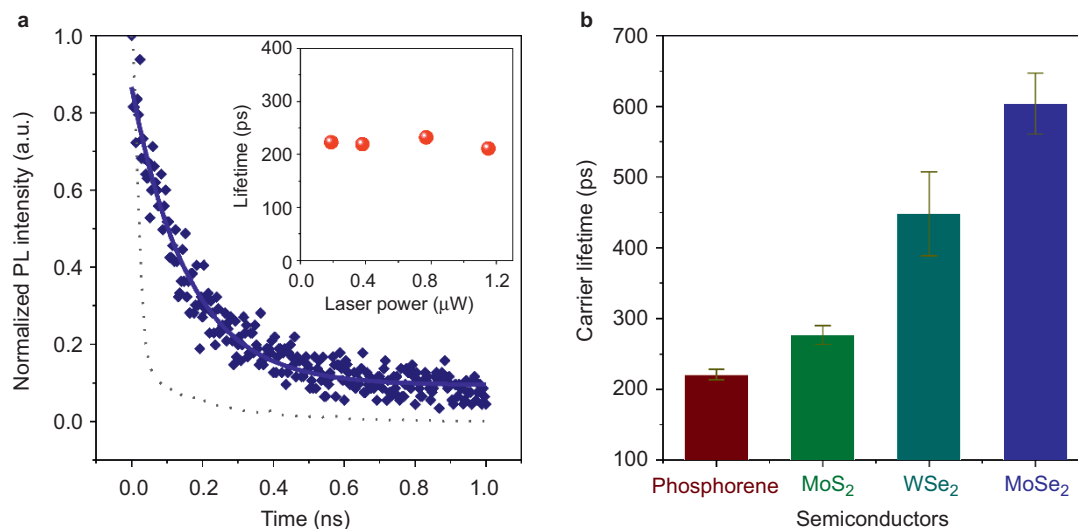 a
Normalized PL intensity (a.u.)
1.0
0.8
0.6
0.4
0.2
0.0
0.0 0.2 0.4 0.6 0.8 1.0
Time (ns)
Lifetime (ps)
400
300
200
100
0
0.0 0.4 0.8 1.2
Laser power (μW)
b
Carrier lifetime (ps)
700
600
500
400
300
200
100
Phosphorene MoS₂ WSe₂ MoSe₂
Semiconductors